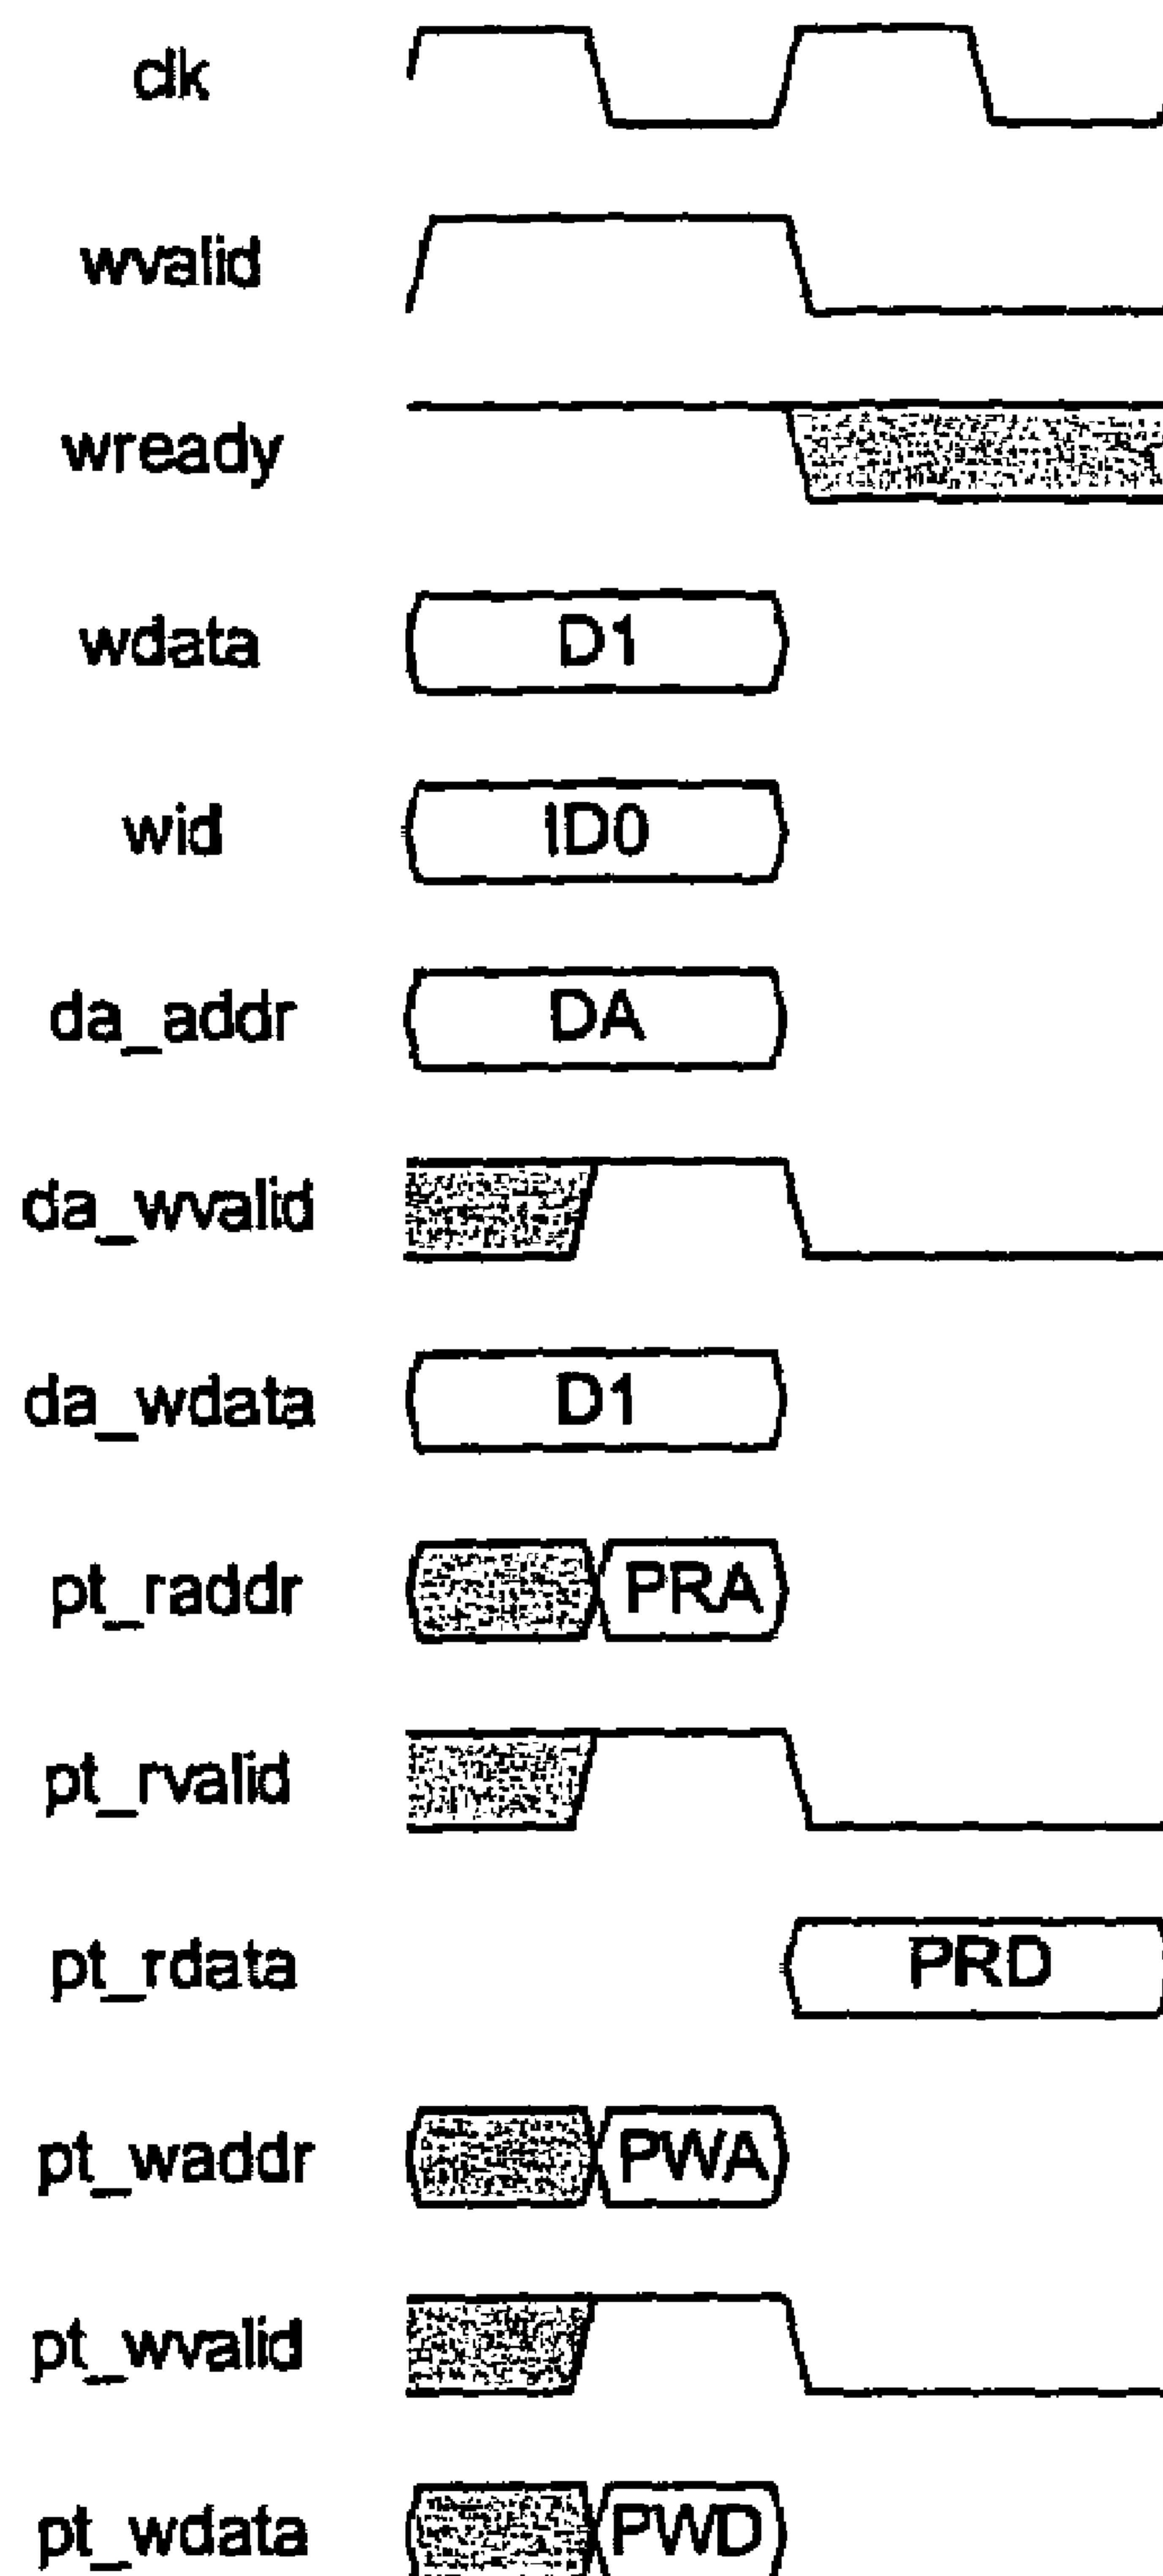 clk
wvalid
wready
wdata D1
wid ID0
da_addr DA
da_wvalid
da_wdata D1
pt_raddr PRA
pt_rvalid
pt_rdata PRD
pt_waddr PWA
pt_wvalid
pt_wdata PWD